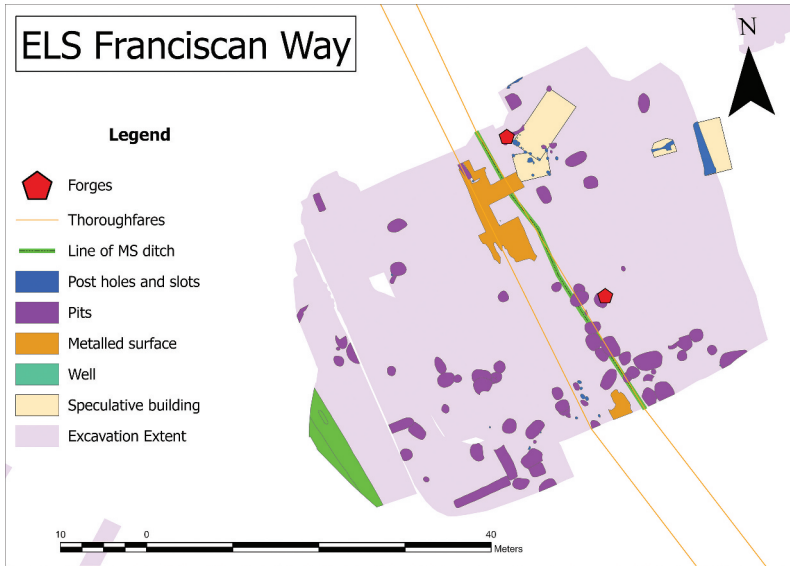 ELS Franciscan Way
N
Legend
Forges
Thoroughfares
Line of MS ditch
Post holes and slots
Pits
Metalled surface
Well
Speculative building
Excavation Extent
10 0 40
Meters